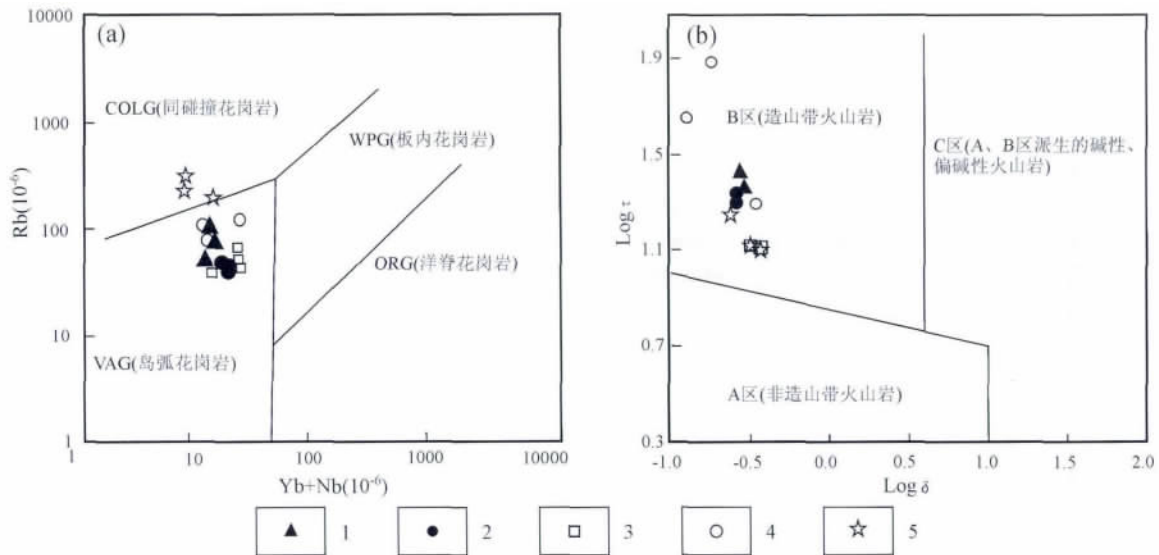 (a)
10000
1000
100
10
1
Rb(10⁻⁶)
COLG(同碰撞花岗岩)
WPG(板内花岗岩)
ORG(洋脊花岗岩)
VAG(岛弧花岗岩)
1
10
100
1000
10000
Yb+Nb(10⁻⁶)
(b)
1.9
1.5
1.1
0.7
0.3
Log τ
B区(造山带火山岩)
C区(A、B区派生的碱性、
偏碱性火山岩)
A区(非造山带火山岩)
-1.0
-0.5
0.0
0.5
1.0
1.5
2.0
Log δ
1
2
3
4
5